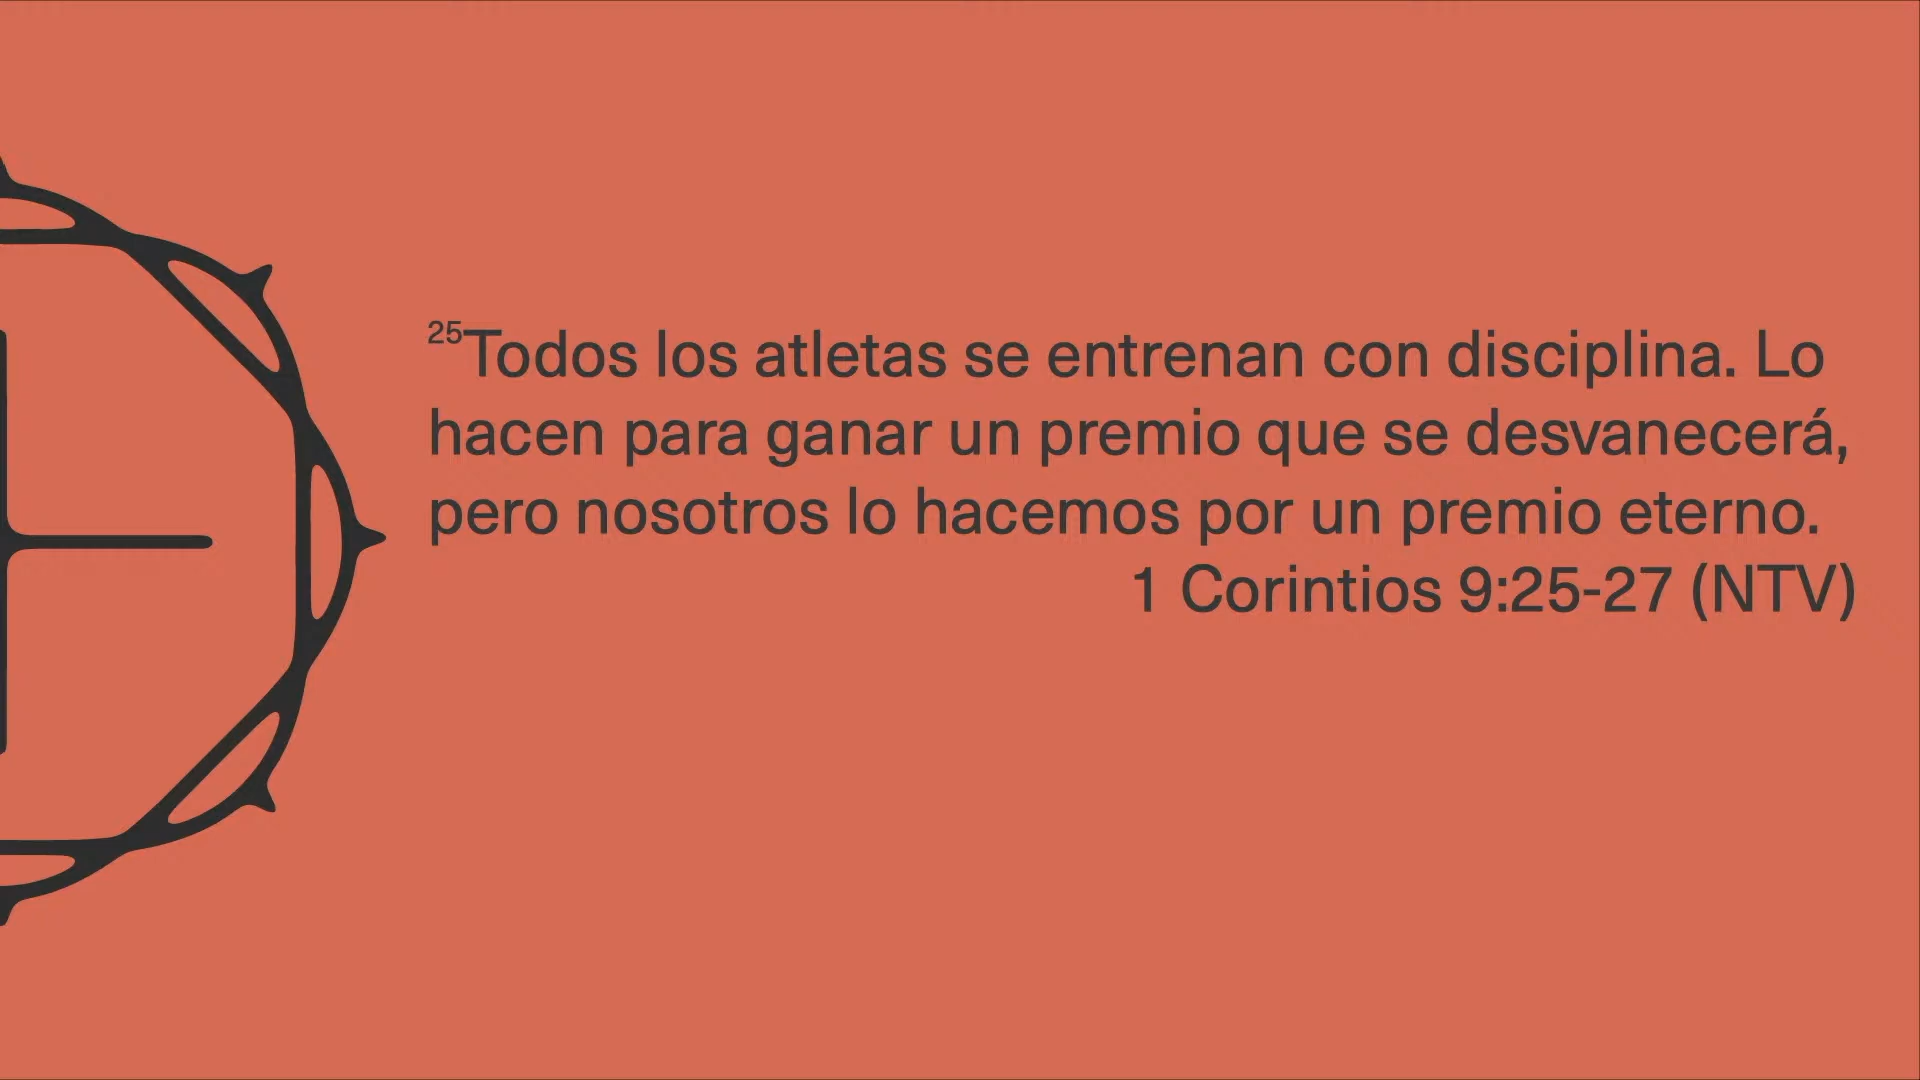 ²⁵Todos los atletas se entrenan con disciplina. Lo
hacen para ganar un premio que se desvanecerá,
pero nosotros lo hacemos por un premio eterno.
1 Corintios 9:25-27 (NTV)